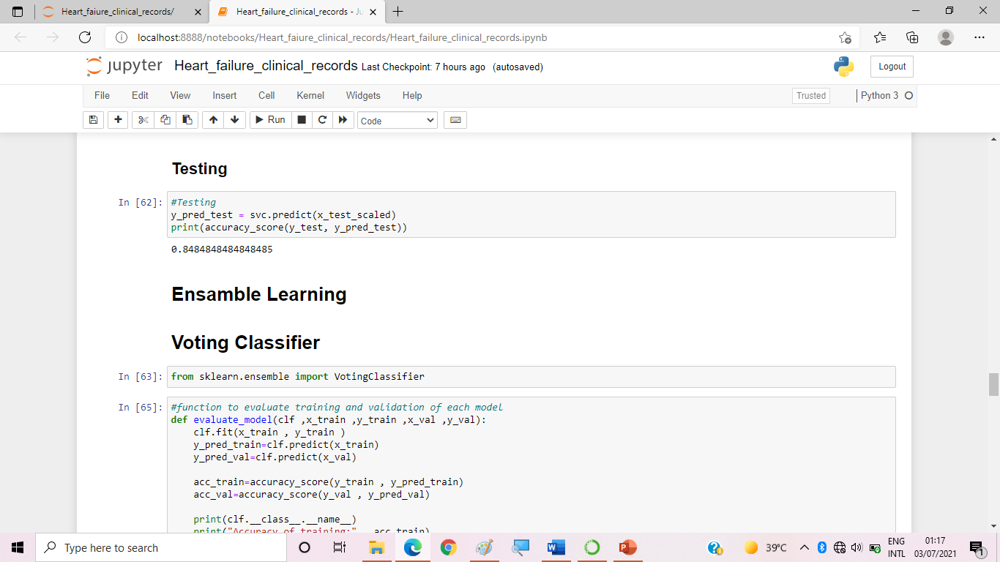 Heart_faiure_clinical_records/
Heart_failure_clinical_records - Ju
localhost:8888/notebooks/Heart_faiure_clinical_records/Heart_failure_clinical_records.ipynb
jupyter Heart_failure_clinical_records Last Checkpoint: 7 hours ago (autosaved)
Logout
File Edit View Insert Cell Kernel Widgets Help
Trusted
Python 3
Run
Code
Testing
In [62]:
#Testing
y_pred_test = svc.predict(x_test_scaled)
print(accuracy_score(y_test, y_pred_test))
0.8484848484848485
Ensamble Learning
Voting Classifier
In [63]:
from sklearn.ensemble import VotingClassifier
In [65]:
#function to evaluate training and validation of each model
def evaluate_model(clf ,x_train ,y_train ,x_val ,y_val):
    clf.fit(x_train , y_train )
    y_pred_train=clf.predict(x_train)
    y_pred_val=clf.predict(x_val)
    acc_train=accuracy_score(y_train , y_pred_train)
    acc_val=accuracy_score(y_val , y_pred_val)
    print(clf.__class__.__name__)
    print("Accuracy of training:" , acc_train)
Type here to search
39°C
ENG
INTL
01:17
03/07/2021
1